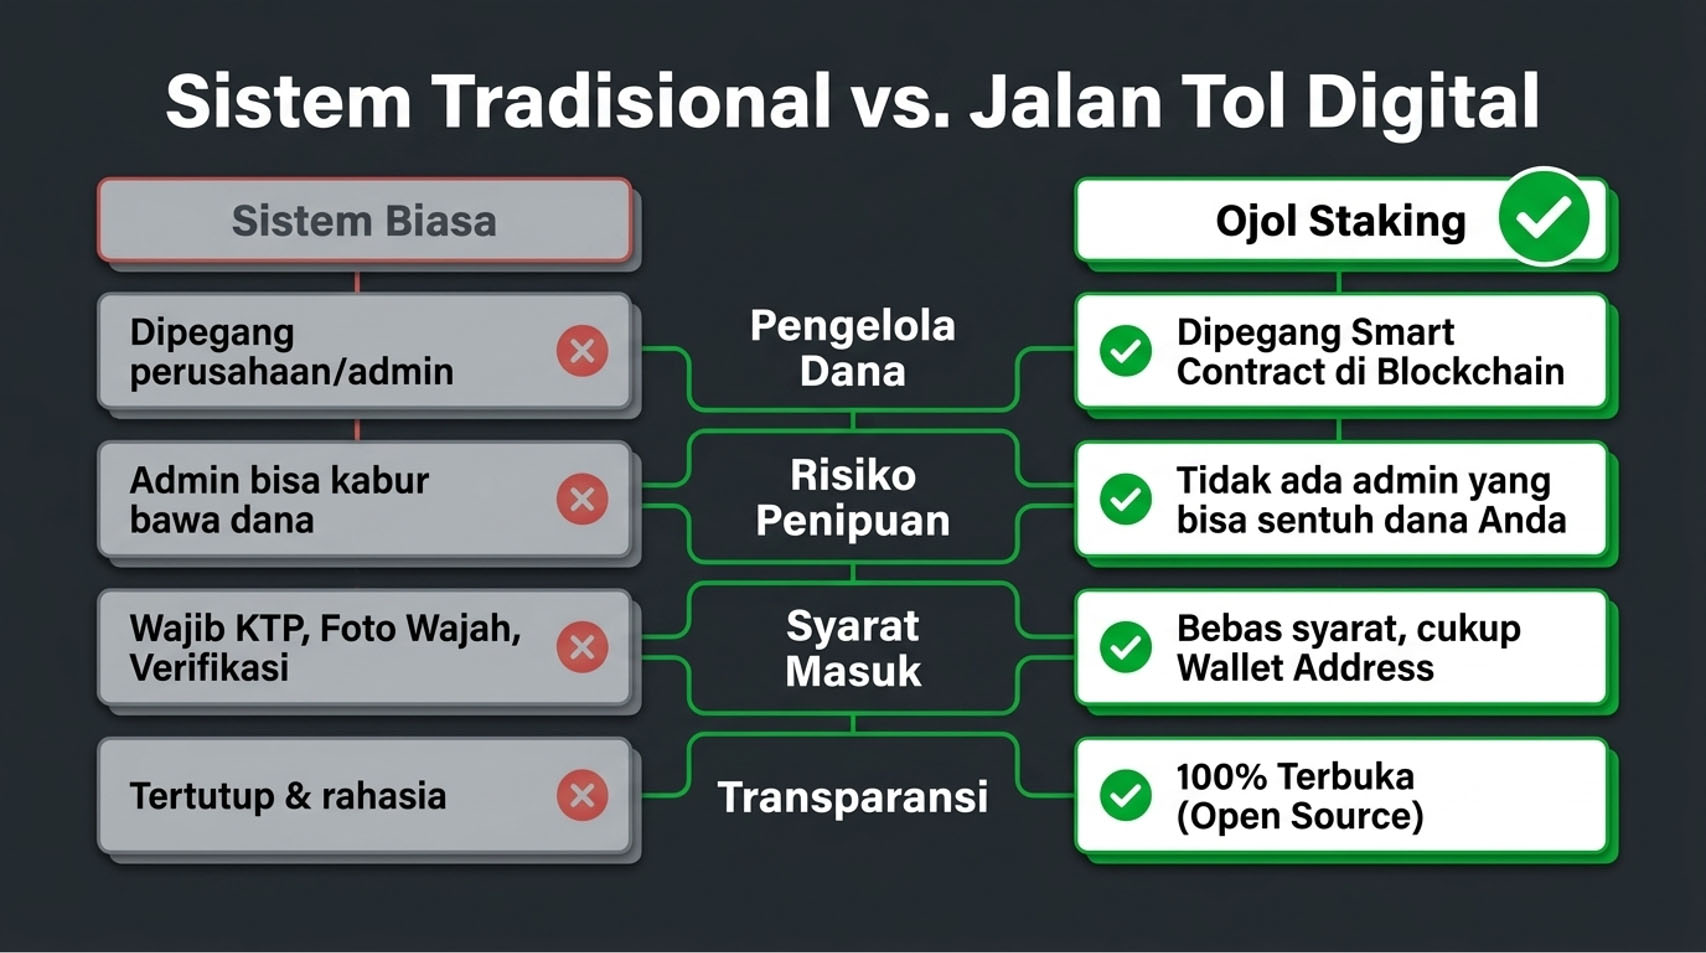 Sistem Tradisional vs. Jalan Tol Digital
Sistem Biasa
Ojol Staking
Dipegang
perusahaan/admin
Pengelola
Dana
Dipegang Smart
Contract di Blockchain
Admin bisa kabur
bawa dana
Risiko
Penipuan
Tidak ada admin yang
bisa sentuh dana Anda
Wajib KTP, Foto Wajah,
Verifikasi
Syarat
Masuk
Bebas syarat, cukup
Wallet Address
Tertutup & rahasia
Transparansi
100% Terbuka
(Open Source)